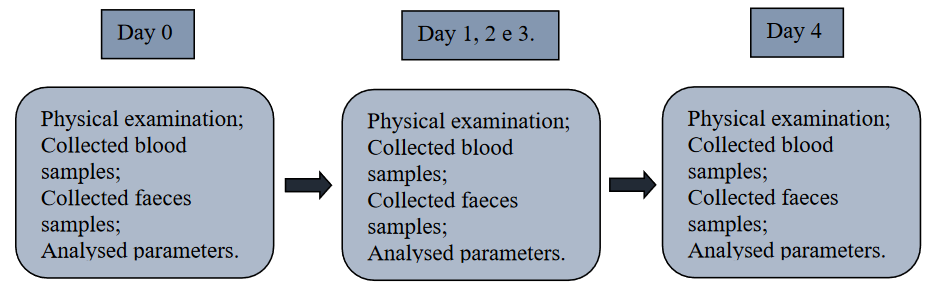 Day 0
Physical examination;
Collected blood
samples;
Collected faeces
samples;
Analysed parameters.
Day 1, 2 e 3.
Physical examination;
Collected blood
samples;
Collected faeces
samples;
Analysed parameters.
Day 4
Physical examination;
Collected blood
samples;
Collected faeces
samples;
Analysed parameters.